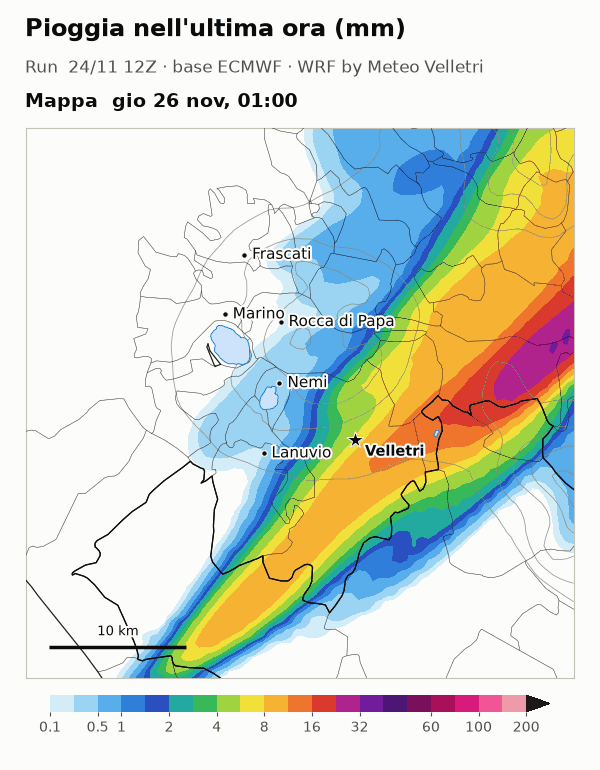 Pioggia nell'ultima ora (mm)
Run  24/11 12Z · base ECMWF · WRF by Meteo Velletri
Mappa  gio 26 nov, 01:00
Frascati
Marino
Rocca di Papa
Nemi
Velletri
Lanuvio
10 km
0.1 0.5 1 2 4 8 16 32 60 100 200